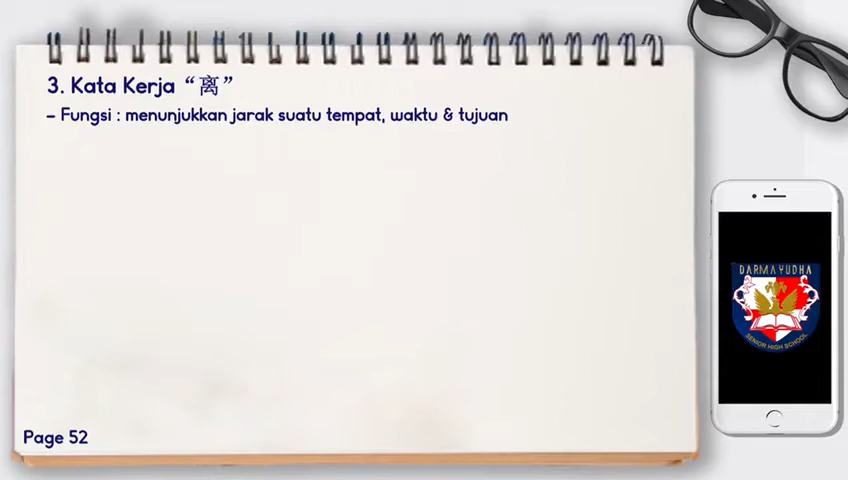 3. Kata Kerja “离”
– Fungsi : menunjukkan jarak suatu tempat, waktu & tujuan
DARMA YUDHA
SENIOR HIGH SCHOOL
Page 52